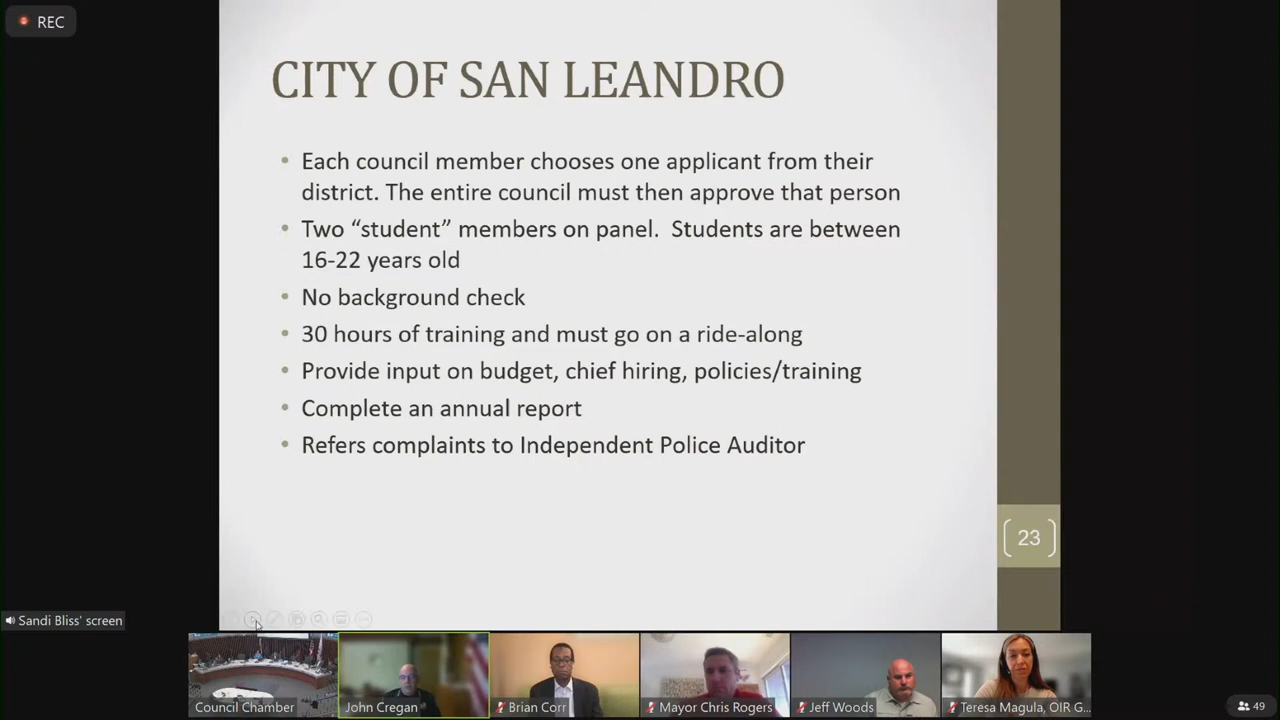 REC
CITY OF SAN LEANDRO
• Each council member chooses one applicant from their
district. The entire council must then approve that person
• Two “student” members on panel.  Students are between
16-22 years old
• No background check
• 30 hours of training and must go on a ride-along
• Provide input on budget, chief hiring, policies/training
• Complete an annual report
• Refers complaints to Independent Police Auditor
23
Sandi Bliss' screen
Council Chamber
John Cregan
Brian Corr
Mayor Chris Rogers
Jeff Woods
Teresa Magula, OIR G...
49